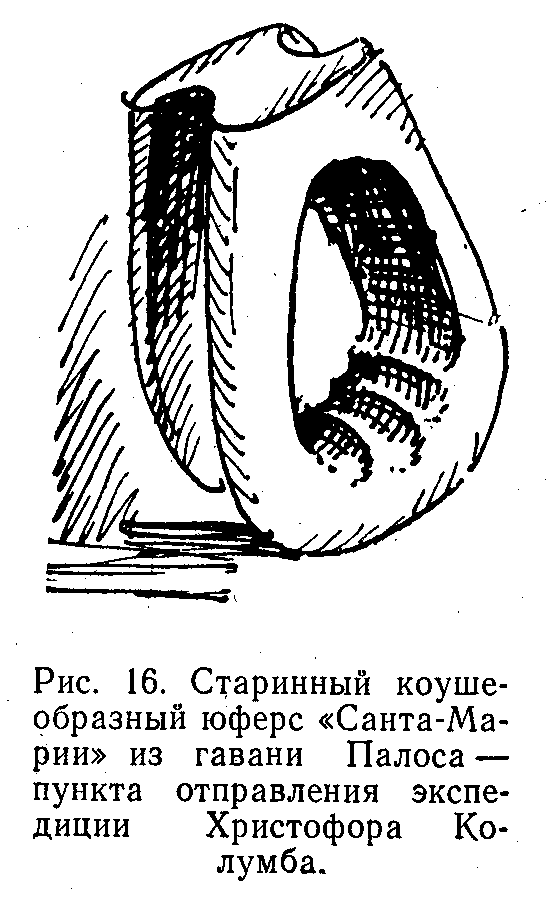 Рис. 16. Старинный коуше-
образный юферс «Санта-Ма-
рии» из гавани Палоса —
пункта отправления экспе-
диции Христофора Ко-
лумба.